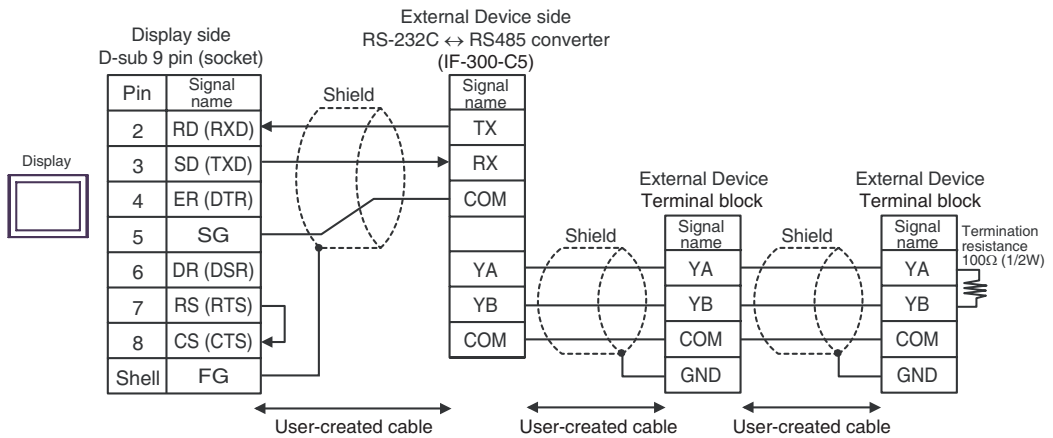 Display side
D-sub 9 pin (socket)
External Device side
RS-232C ↔ RS485 converter
(IF-300-C5)
Display
Pin
Signal
name
2
RD (RXD)
3
SD (TXD)
4
ER (DTR)
5
SG
6
DR (DSR)
7
RS (RTS)
8
CS (CTS)
Shell
FG
Shield
Signal
name
TX
RX
COM
YA
YB
COM
Shield
External Device
Terminal block
Signal
name
YA
YB
COM
GND
Shield
External Device
Terminal block
Signal
name
YA
YB
COM
GND
Termination
resistance
100Ω (1/2W)
User-created cable
User-created cable
User-created cable